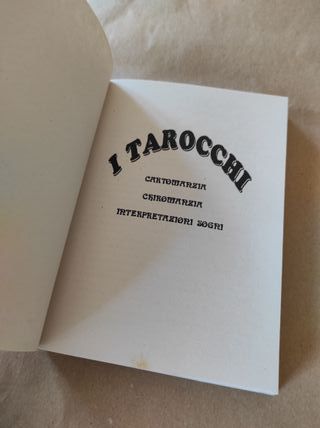 I TAROCCHI
CARTOMANZIA
CHIROMANZIA
INTERPRETAZIONI SOGNI